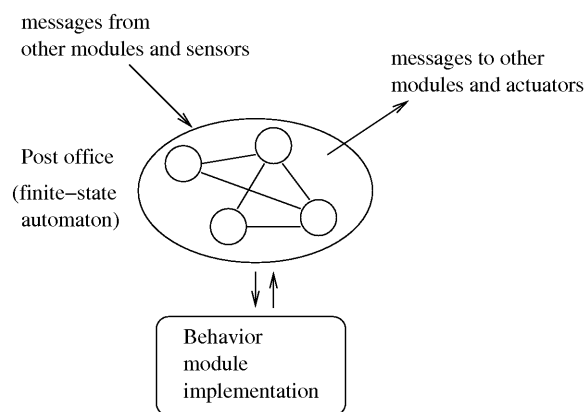 messages from
other modules and sensors
messages to other
modules and actuators
Post office
(finite−state
automaton)
Behavior
module
implementation